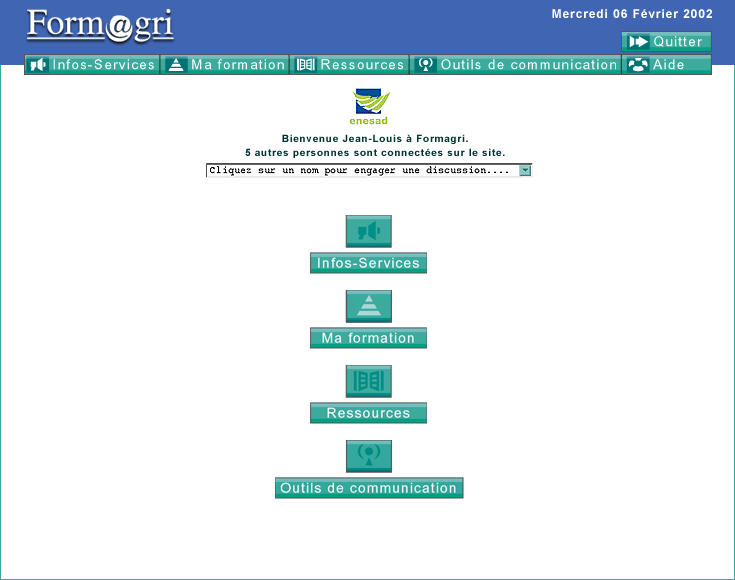 Form@gri
Mercredi 06 Février 2002
Quitter
Infos-Services Ma formation Ressources Outils de communication Aide
enesad
Bienvenue Jean-Louis à Formagri.
5 autres personnes sont connectées sur le site.
Cliquez sur un nom pour engager une discussion....
Infos-Services
Ma formation
Ressources
Outils de communication